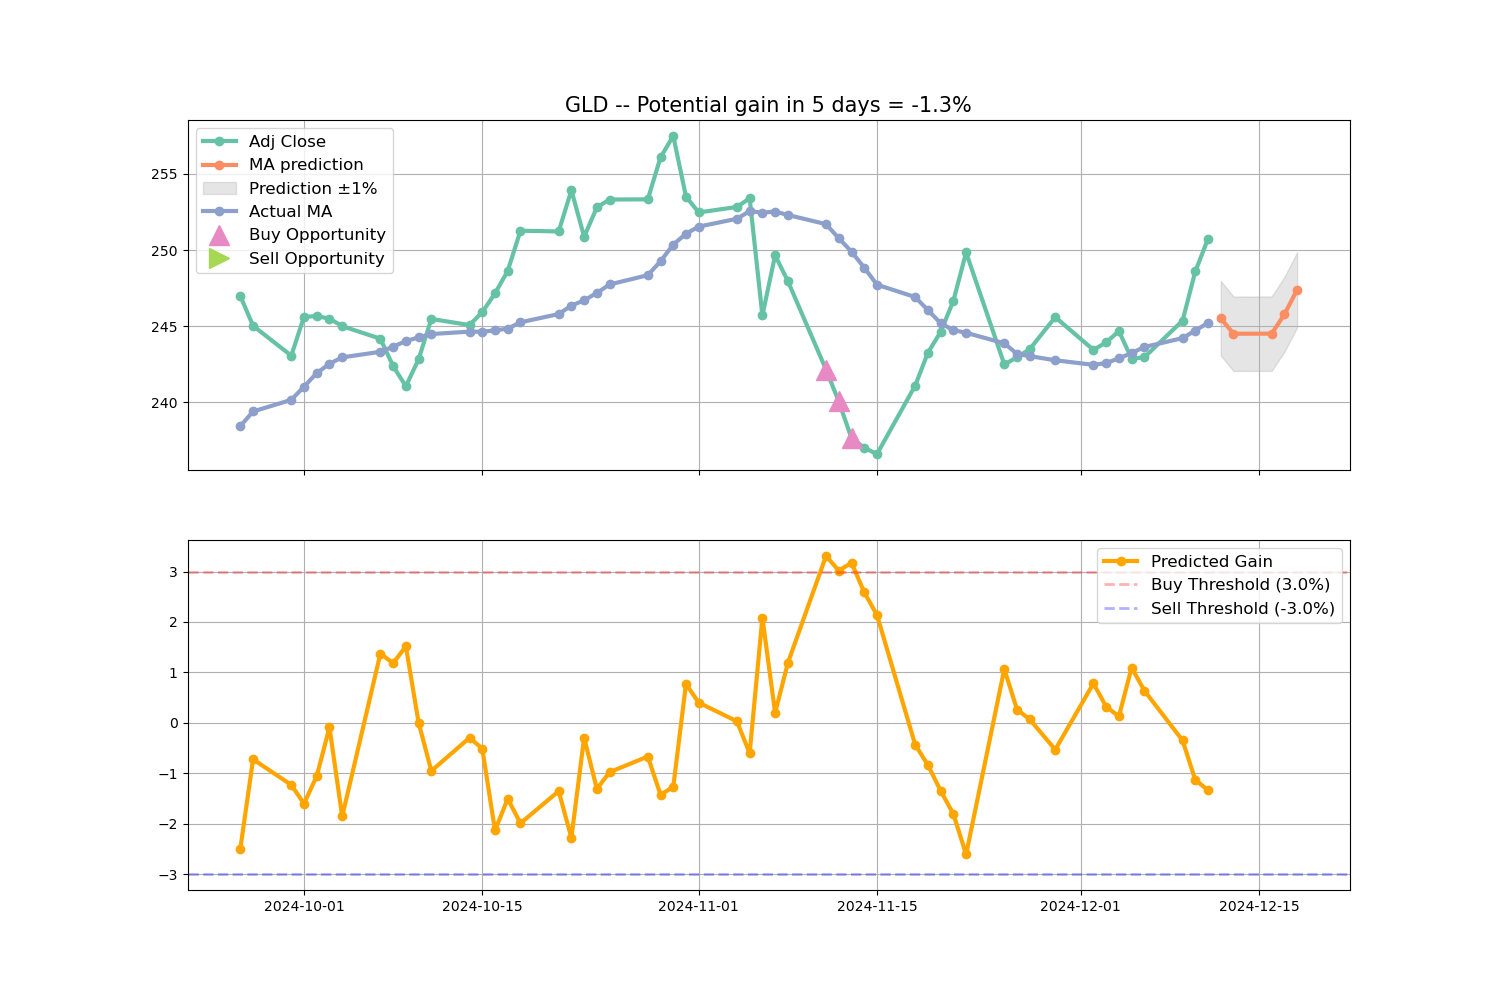 GLD -- Potential gain in 5 days = -1.3%
Adj Close
MA prediction
Prediction ±1%
Actual MA
Buy Opportunity
Sell Opportunity
255
250
245
240
Predicted Gain
Buy Threshold (3.0%)
Sell Threshold (-3.0%)
3
2
1
0
−1
−2
−3
2024-10-01
2024-10-15
2024-11-01
2024-11-15
2024-12-01
2024-12-15